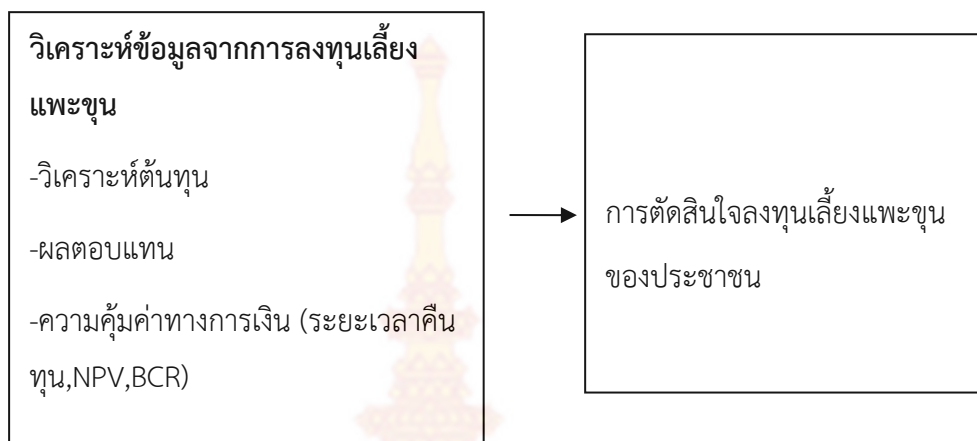 วิเคราะห์ข้อมูลจากการลงทุนเลี้ยง
แพะขุน
-วิเคราะห์ต้นทุน
-ผลตอบแทน
-ความคุ้มค่าทางการเงิน (ระยะเวลาคืน
ทุน,NPV,BCR)
การตัดสินใจลงทุนเลี้ยงแพะขุน
ของประชาชน